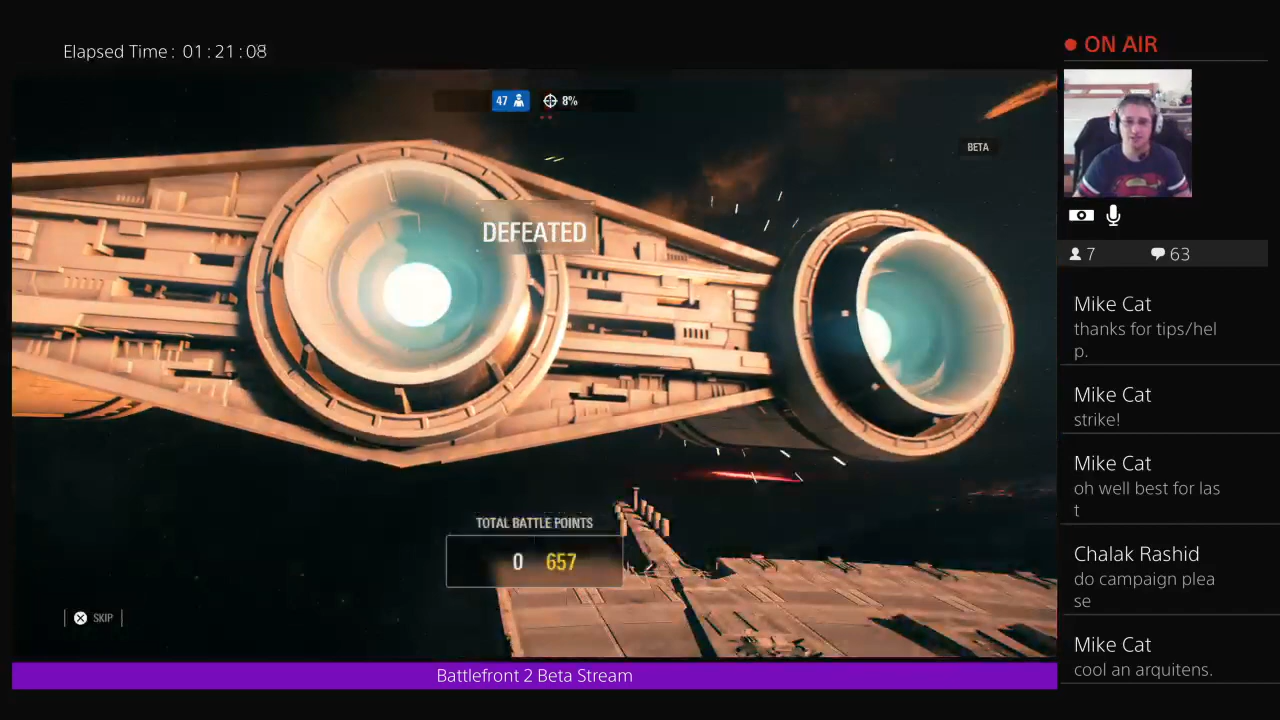 Elapsed Time: 01:21:08
ON AIR
47
8%
BETA
DEFEATED
7
63
Mike Cat
thanks for tips/hel
p.
Mike Cat
strike!
Mike Cat
oh well best for las
t
TOTAL BATTLE POINTS
0 657
Chalak Rashid
do campaign plea
se
SKIP
Mike Cat
cool an arquitens.
Battlefront 2 Beta Stream